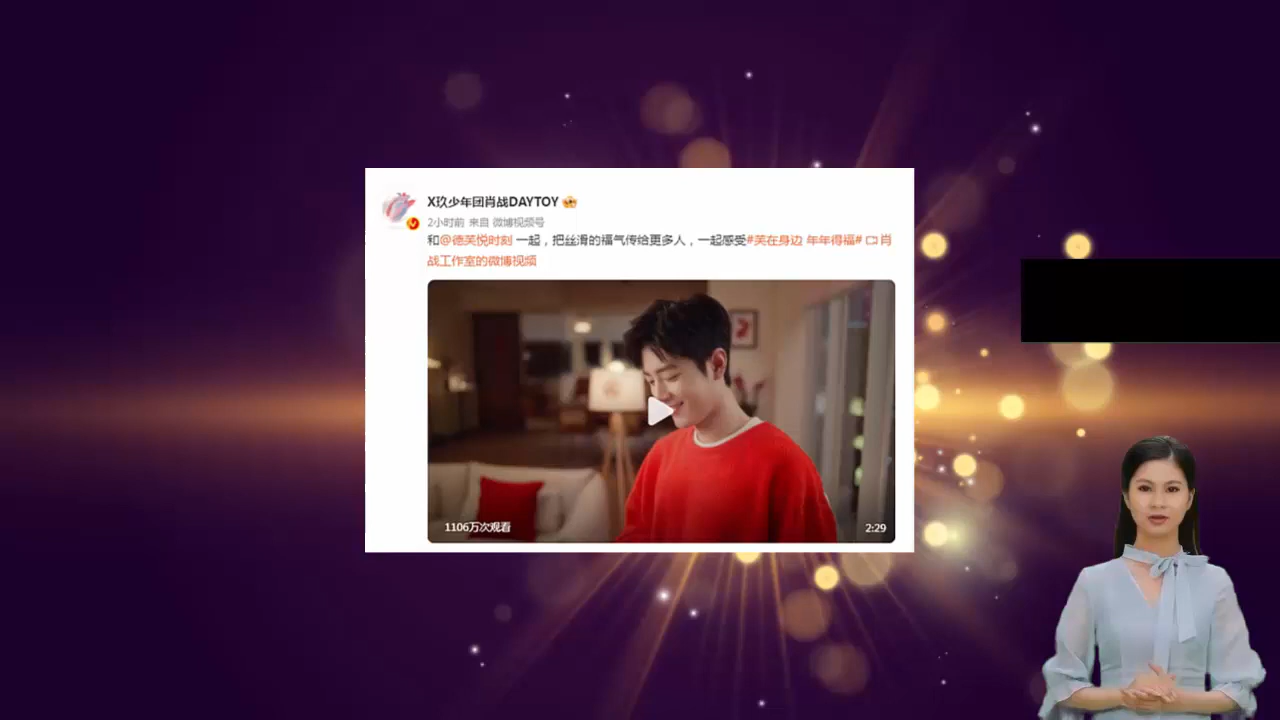 X玖少年团肖战DAYTOY
2小时前 来自 微博视频号
和@德芙悦时刻 一起，把丝滑的福气传给更多人，一起感受#芙在身边 年年得福# 肖
战工作室的微博视频
1106万次观看
2:29